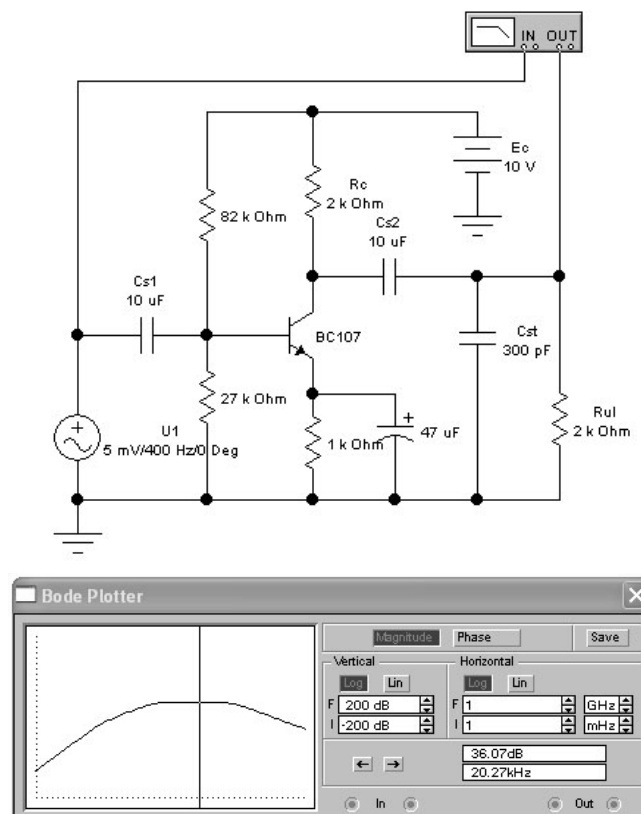 IN OUT
Ec
10 V
Rc
2 k Ohm
82 k Ohm
Cs2
10 uF
Cs1
10 uF
BC107
Cst
300 pF
27 k Ohm
U1
5 mV/400 Hz/0 Deg
1 k Ohm
47 uF
Rul
2 k Ohm
Bode Plotter
Magnitude Phase Save
Vertical Horizontal
Log Lin Log Lin
F 200 dB F 1 GHz
I -200 dB I 1 mHz
36.07dB
20.27kHz
In Out